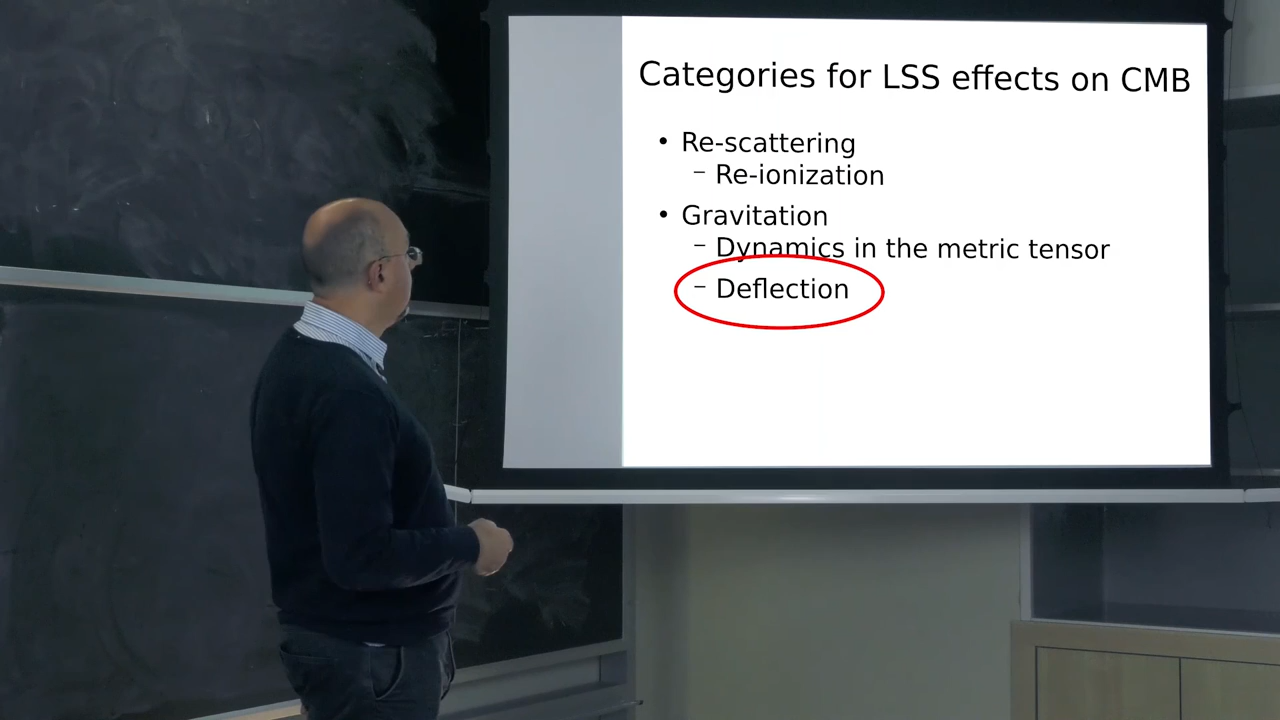 Categories for LSS effects on CMB
• Re-scattering
– Re-ionization
• Gravitation
– Dynamics in the metric tensor
– Deflection